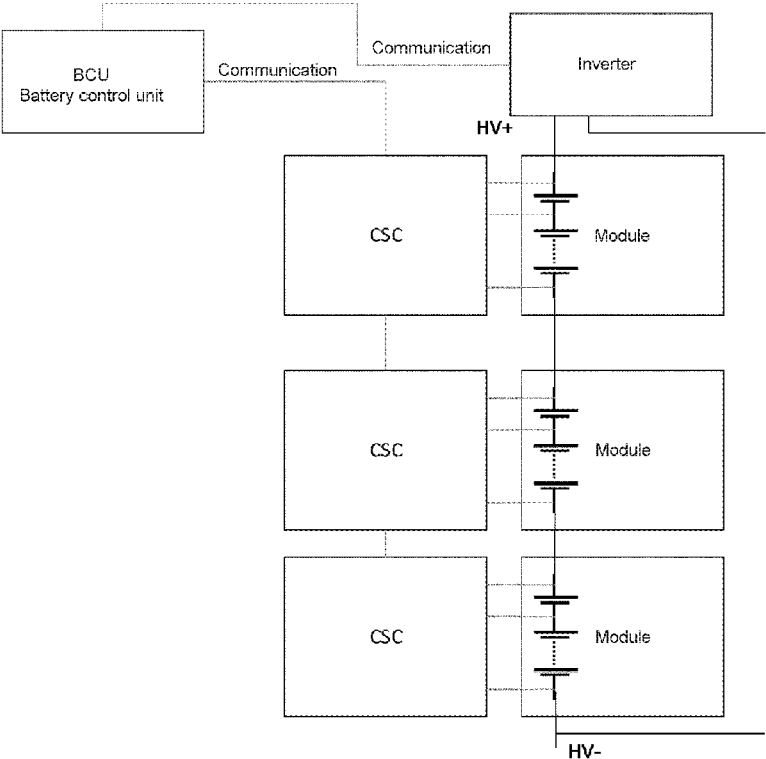 BCU
Battery control unit
Communication
Communication
Inverter
HV+
CSC
Module
CSC
Module
CSC
Module
HV-